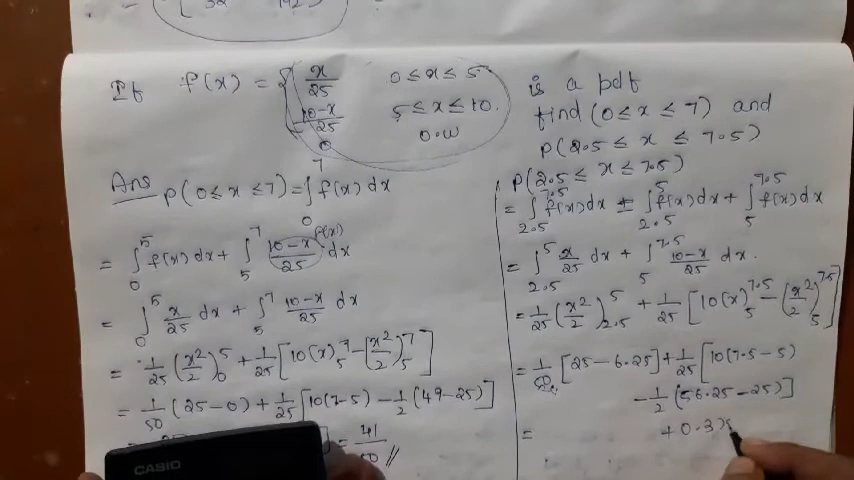 If f(x) = { x/25 0 ≤ x ≤ 5
10-x/25 5 ≤ x ≤ 10.
0 0.w
is a pdf
find (0 ≤ x ≤ 7) and
P(2.5 ≤ x ≤ 7.5)
Ans P(0 ≤ x ≤ 7) = ∫₀⁷ f(x) dx
= ∫₀⁵ f(x) dx + ∫₅⁷ 10-x/25 dx f(x)
= ∫₀⁵ x/25 dx + ∫₅⁷ 10-x/25 dx
= 1/25 (x²/2)₀⁵ + 1/25 [10(x)₅⁷ - (x²/2)₅⁷]
= 1/50 (25-0) + 1/25 [10(7-5) - 1/2 (49-25)]
] = 41
P(2.5 ≤ x ≤ 7.5)
= ∫₂.₅^7.5 f(x) dx = ∫₂.₅⁵ f(x) dx + ∫₅^7.5 f(x) dx
= ∫₂.₅⁵ x/25 dx + ∫₅^7.5 10-x/25 dx.
= 1/25 (x²/2)₂.₅⁵ + 1/25 [10(x)₅^7.5 - (x²/2)₅^7.5]
= 1/50 [25 - 6.25] + 1/25 [10(7.5-5)
- 1/2 (56.25 - 25)]
= + 0.37
CASIO